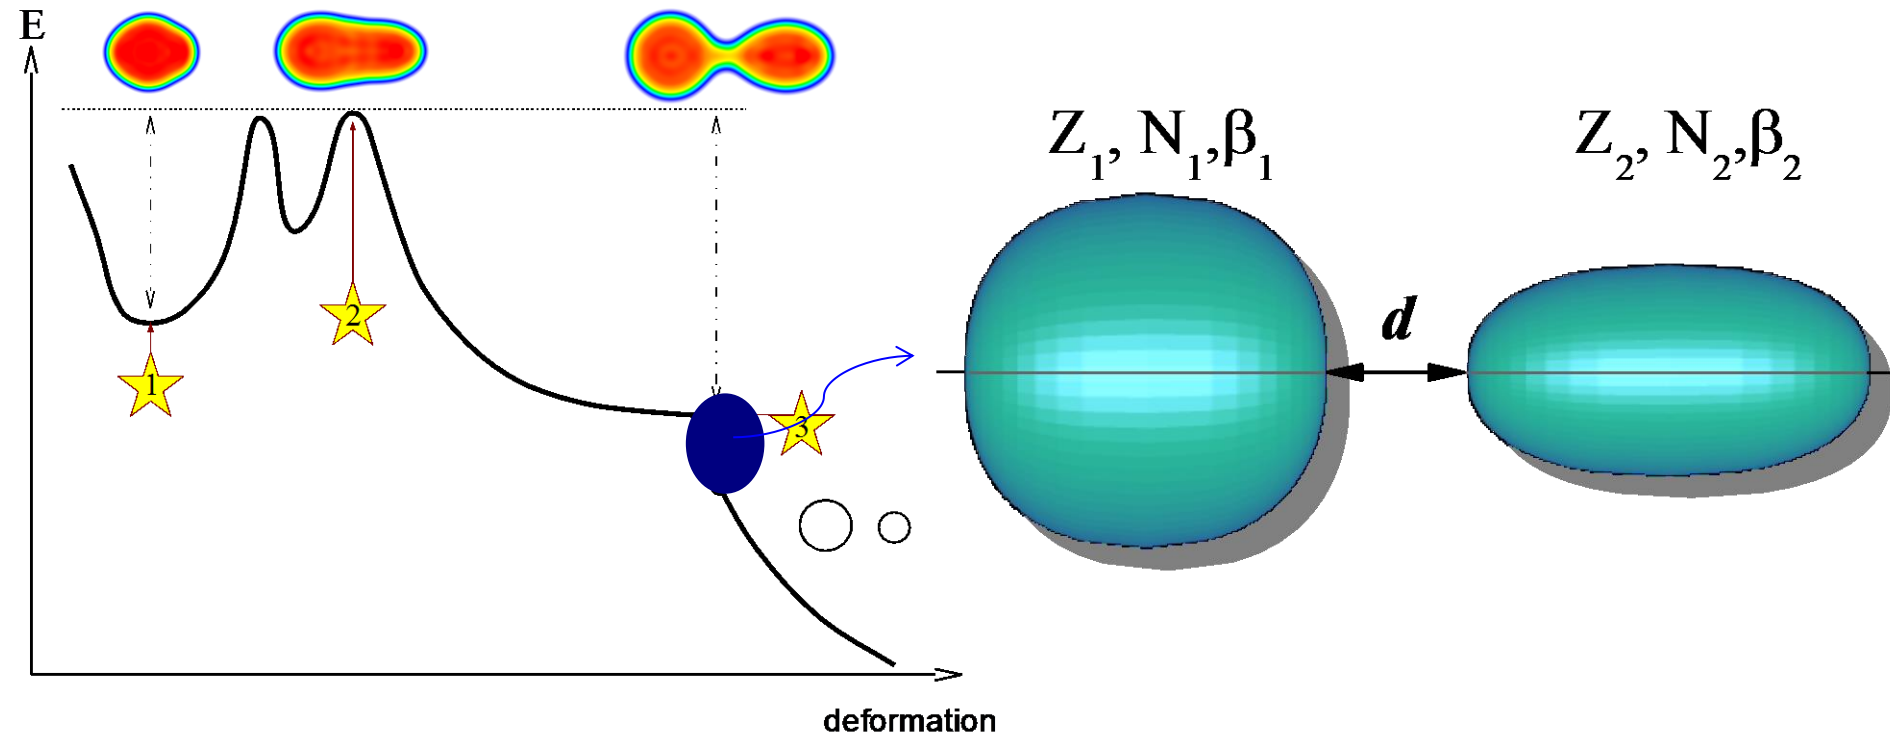 E
Z₁, N₁,β₁
Z₂, N₂,β₂
d
1
2
3
deformation